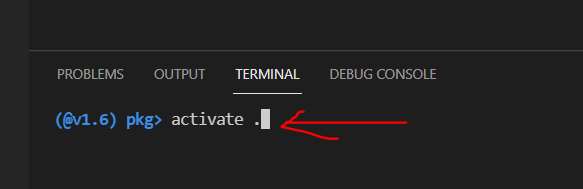 PROBLEMS OUTPUT TERMINAL DEBUG CONSOLE
(@v1.6) pkg> activate .